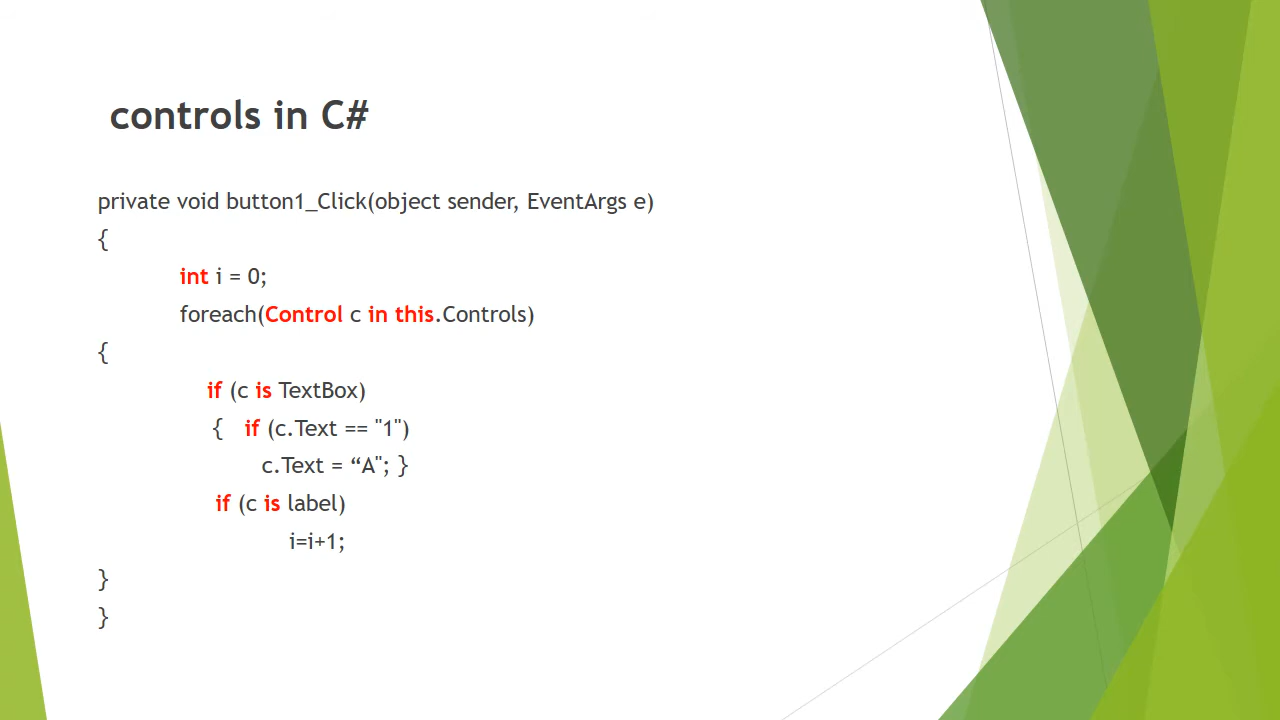 controls in C#
private void button1_Click(object sender, EventArgs e)
{
int i = 0;
foreach(Control c in this.Controls)
{
if (c is TextBox)
{ if (c.Text == "1")
c.Text = “A"; }
if (c is label)
i=i+1;
}
}